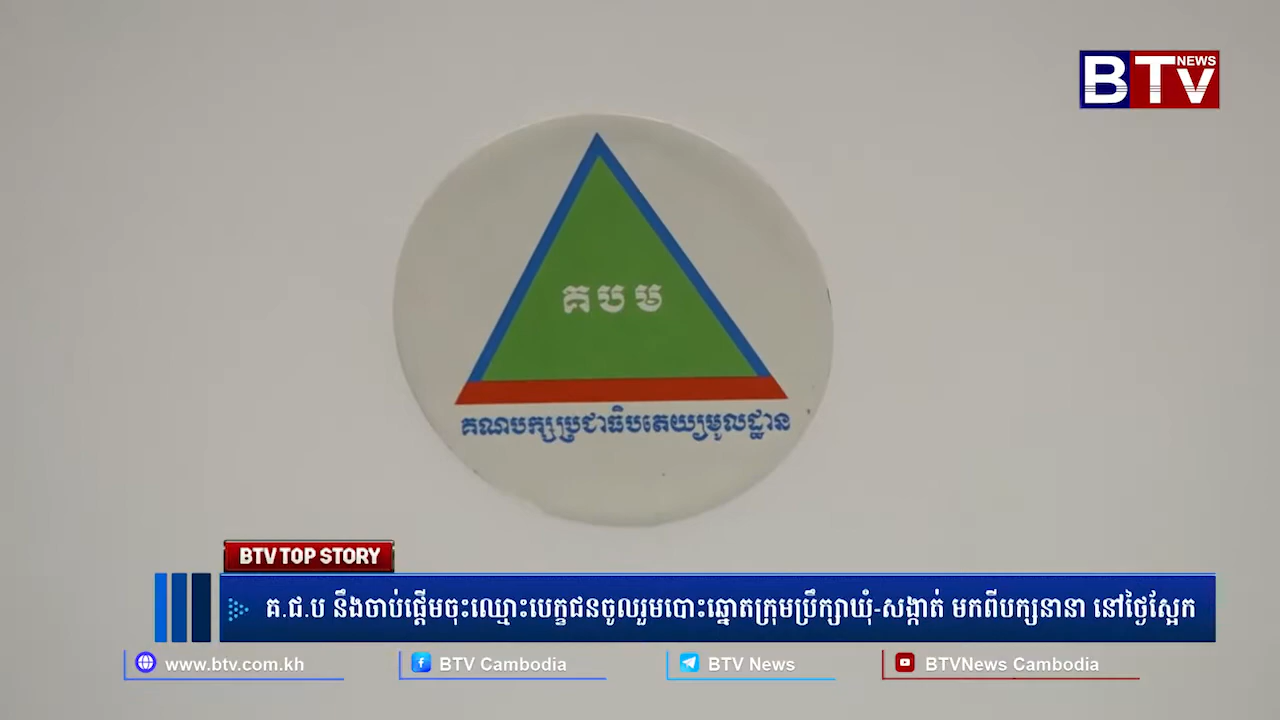 BTV NEWS
គ ប ម
គណបក្សប្រជាធិបតេយ្យមូលដ្ឋាន
BTV TOP STORY
គ.ជ.ប នឹងចាប់ផ្តើមចុះឈ្មោះបេក្ខជនចូលរួមបោះឆ្នោតក្រុមប្រឹក្សាឃុំ-សង្កាត់ មកពីបក្សនានា នៅថ្ងៃស្អែក
www.btv.com.kh
BTV Cambodia
BTV News
BTVNews Cambodia